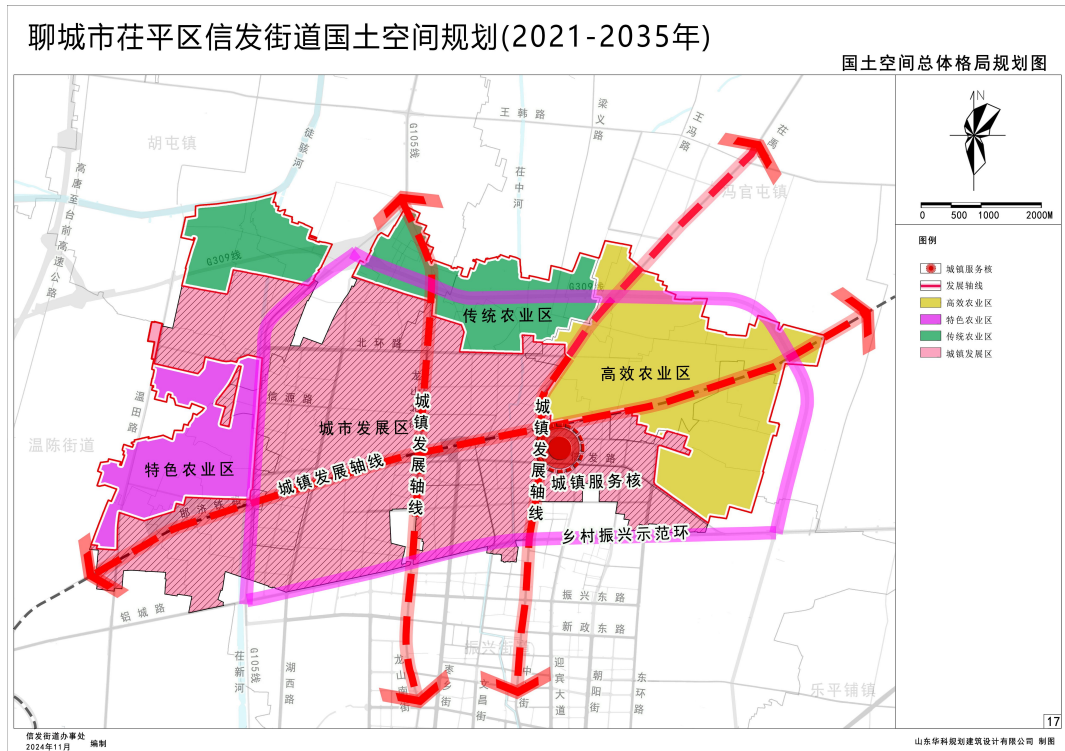 聊城市茌平区信发街道国土空间规划(2021-2035年)
国土空间总体格局规划图
N
0 500 1000 2000M
图例
城镇服务核
发展轴线
高效农业区
特色农业区
传统农业区
城镇发展区
胡屯镇
徒骇河
G105线
王韩路
梁义路
王冯路
茌禹
茌中河
冯官屯镇
高唐至台前高速公路
G309线
G309线
传统农业区
北环路
高效农业区
温田路
信源路
龙山
城市发展区
城镇发展轴线
城镇发展轴线
温陈街道
特色农业区
城镇发展轴线
发路
城镇服务核
邯济铁
乡村振兴示范环
铝城路
振兴东路
新政东路
振兴街
茌新河
G105线
湖西路
龙山南街
枣乡街
文昌街
中街
迎宾大道
朝阳街
东环路
乐平铺镇
17
信发街道办事处
2024年11月
编制
山东华科规划建筑设计有限公司 制图